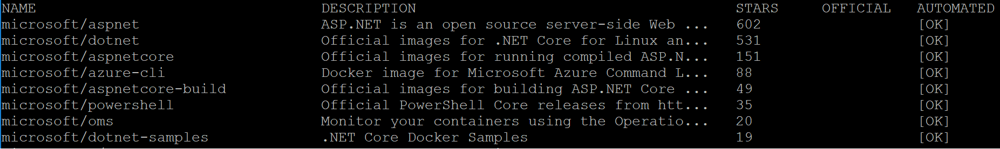 NAME DESCRIPTION STARS OFFICIAL AUTOMATED
microsoft/aspnet ASP.NET is an open source server-side Web ... 602 [OK]
microsoft/dotnet Official images for .NET Core for Linux an... 531 [OK]
microsoft/aspnetcore Official images for running compiled ASP.N... 151 [OK]
microsoft/azure-cli Docker image for Microsoft Azure Command L... 88 [OK]
microsoft/aspnetcore-build Official images for building ASP.NET Core ... 49 [OK]
microsoft/powershell Official PowerShell Core releases from htt... 35 [OK]
microsoft/oms Monitor your containers using the Operatio... 20 [OK]
microsoft/dotnet-samples .NET Core Docker Samples 19 [OK]